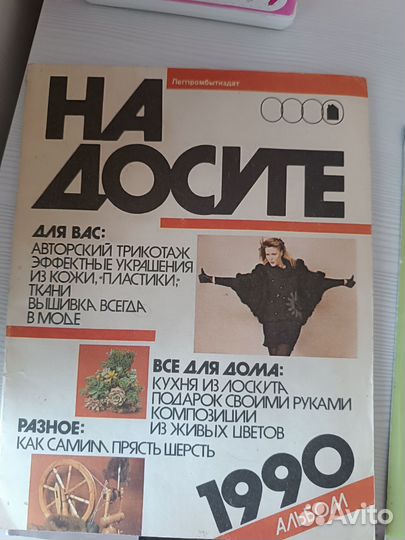 Легпромбытиздат
НА
ДОСУГЕ
ДЛЯ ВАС:
АВТОРСКИЙ ТРИКОТАЖ
ЭФФЕКТНЫЕ УКРАШЕНИЯ
ИЗ КОЖИ, ПЛАСТИКИ,
ТКАНИ
ВЫШИВКА ВСЕГДА
В МОДЕ
ВСЕ ДЛЯ ДОМА:
КУХНЯ ИЗ ЛОСКУТА
ПОДАРОК СВОИМИ РУКАМИ
КОМПОЗИЦИИ
ИЗ ЖИВЫХ ЦВЕТОВ
РАЗНОЕ:
КАК САМИМ ПРЯСТЬ ШЕРСТЬ
1990
АЛЬБОМ
Avito